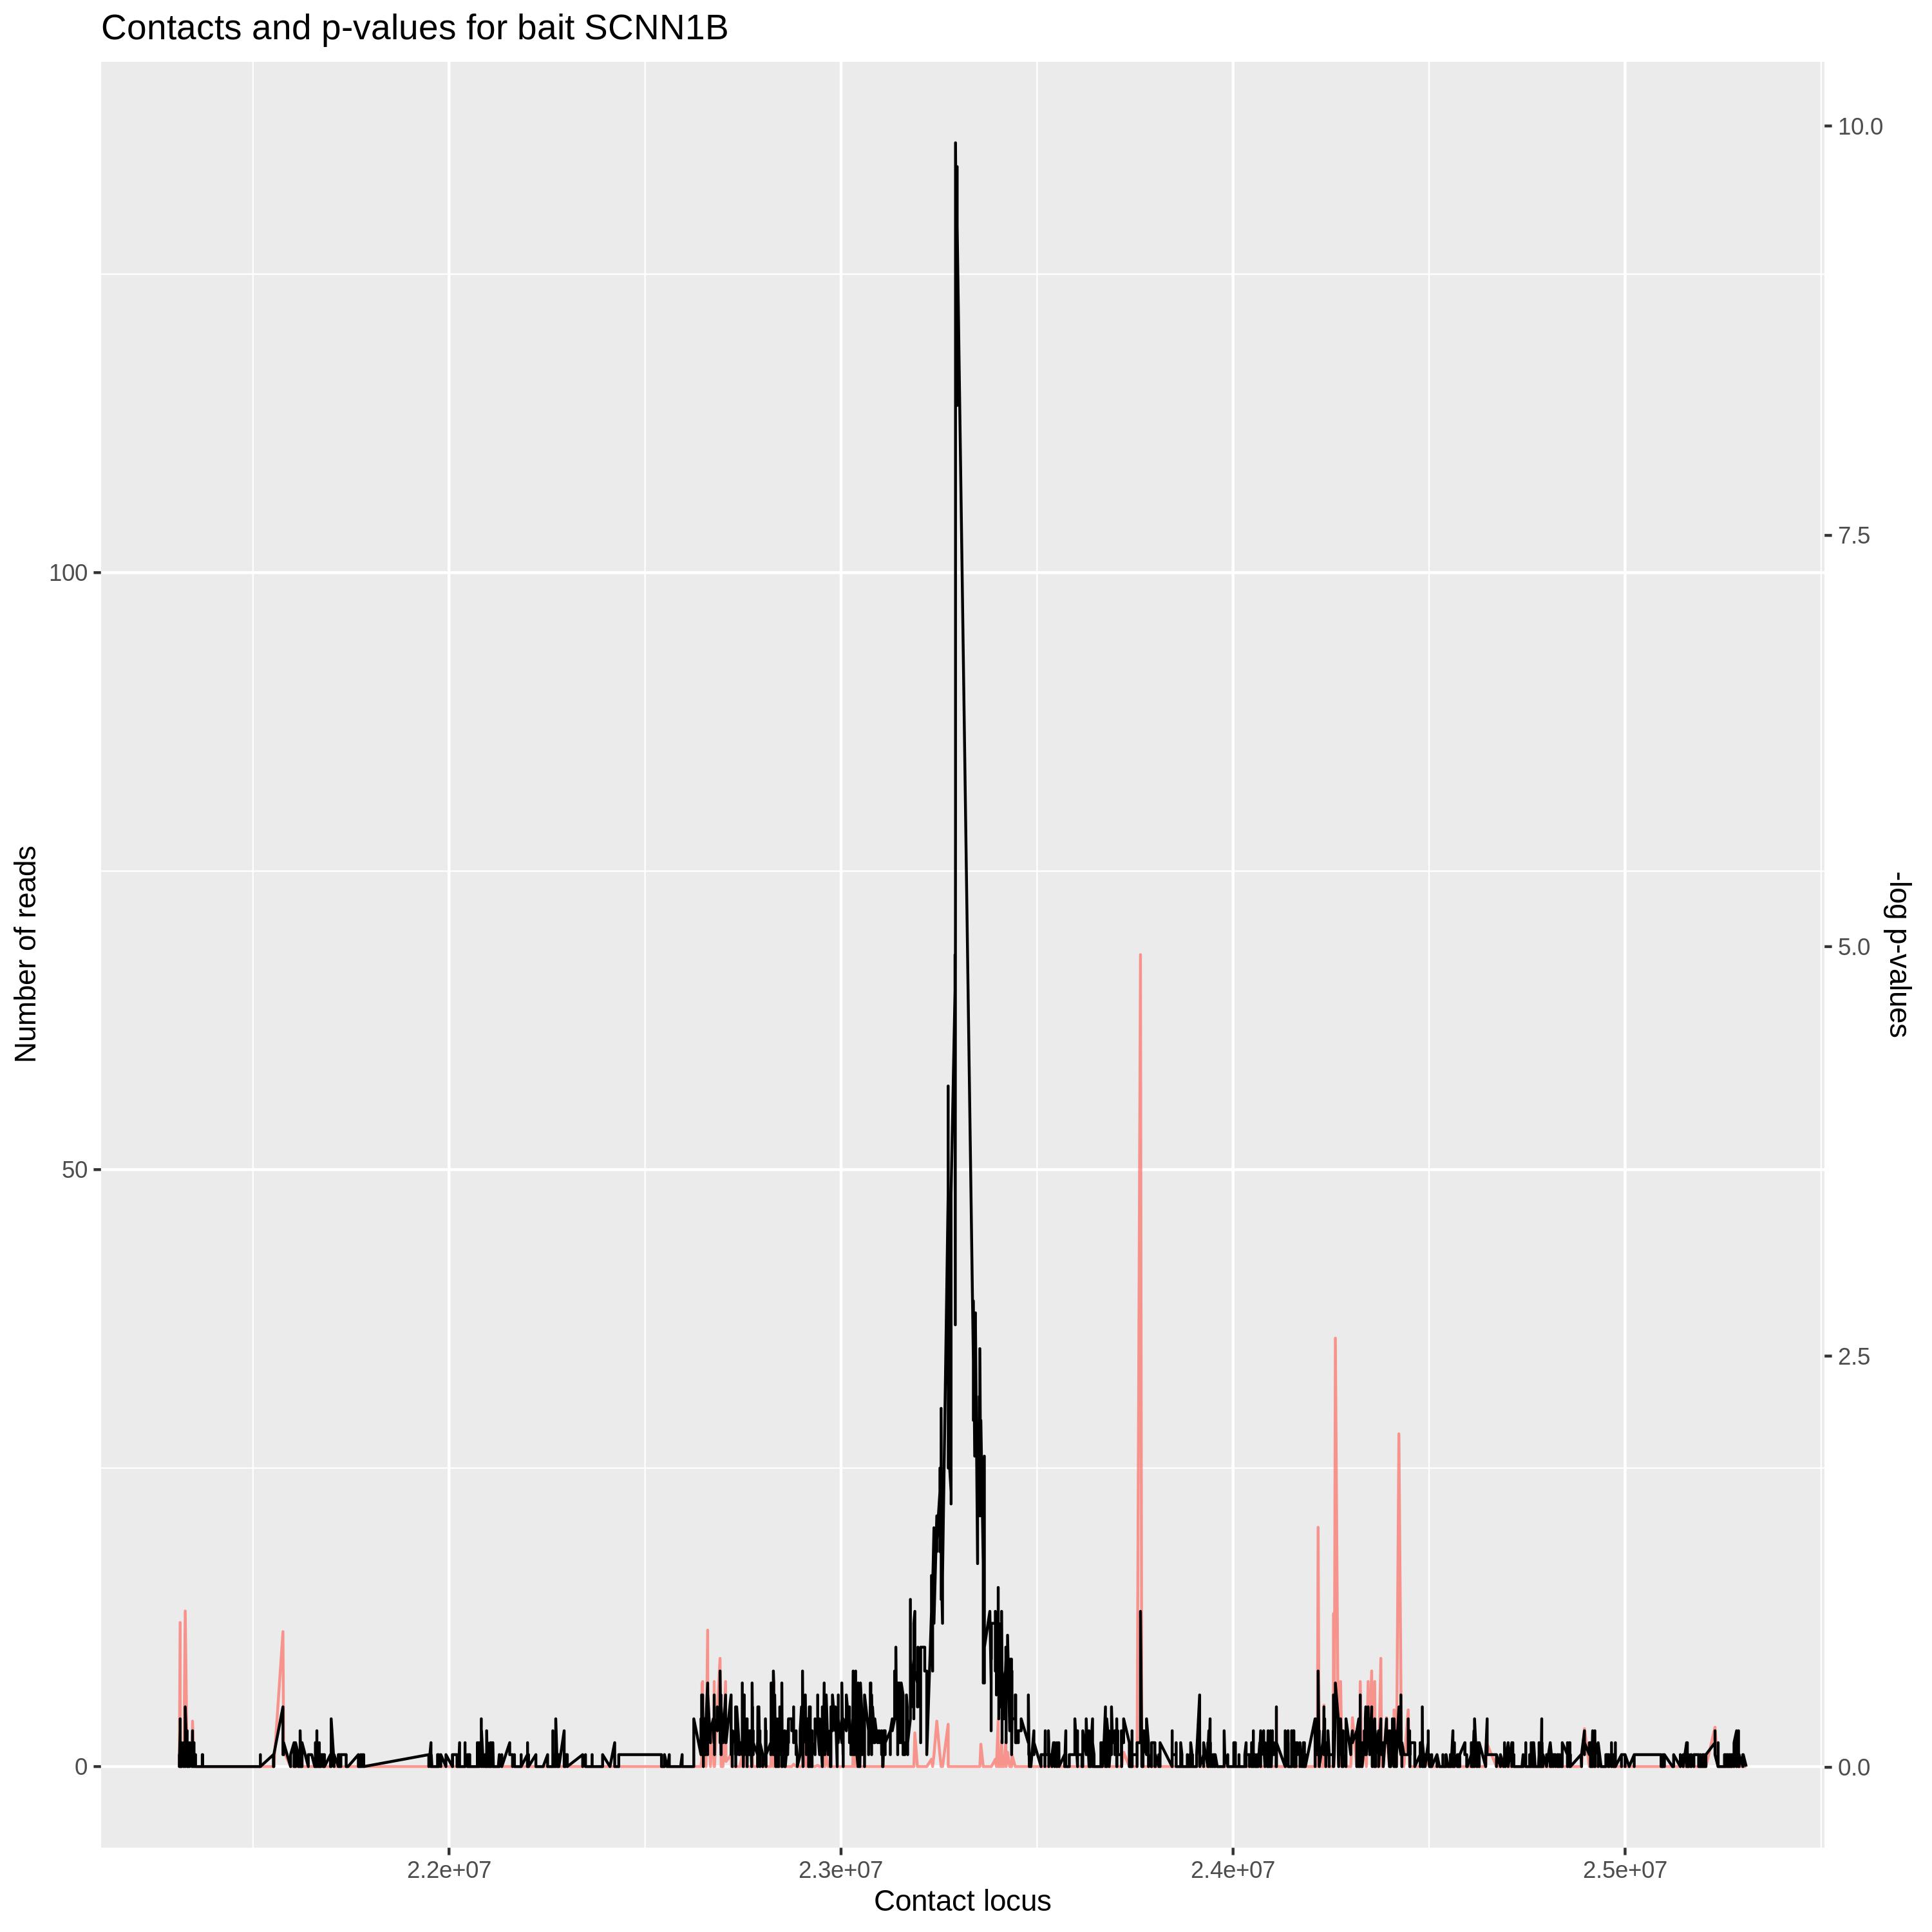 Contacts and p-values for bait SCNN1B
10.0
7.5
100
Number of reads
-log p-values
5.0
50
2.5
0
0.0
2.2e+07
2.3e+07
2.4e+07
2.5e+07
Contact locus